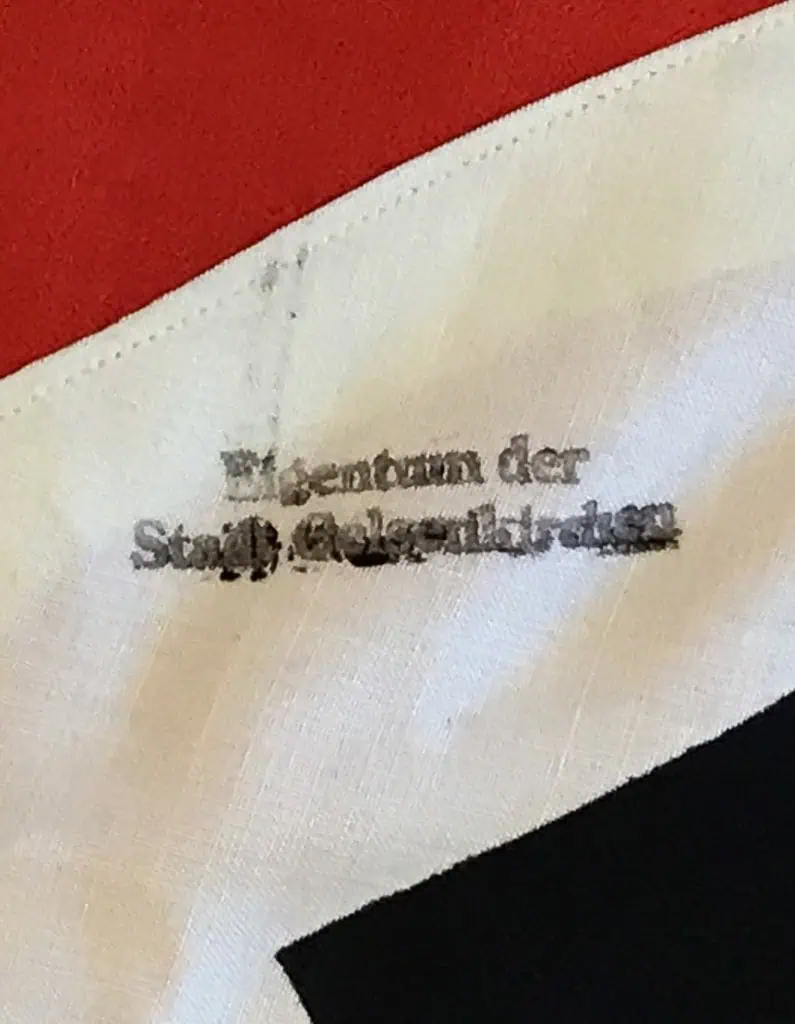 Eigentum der
Stadt Gelsenkirchen